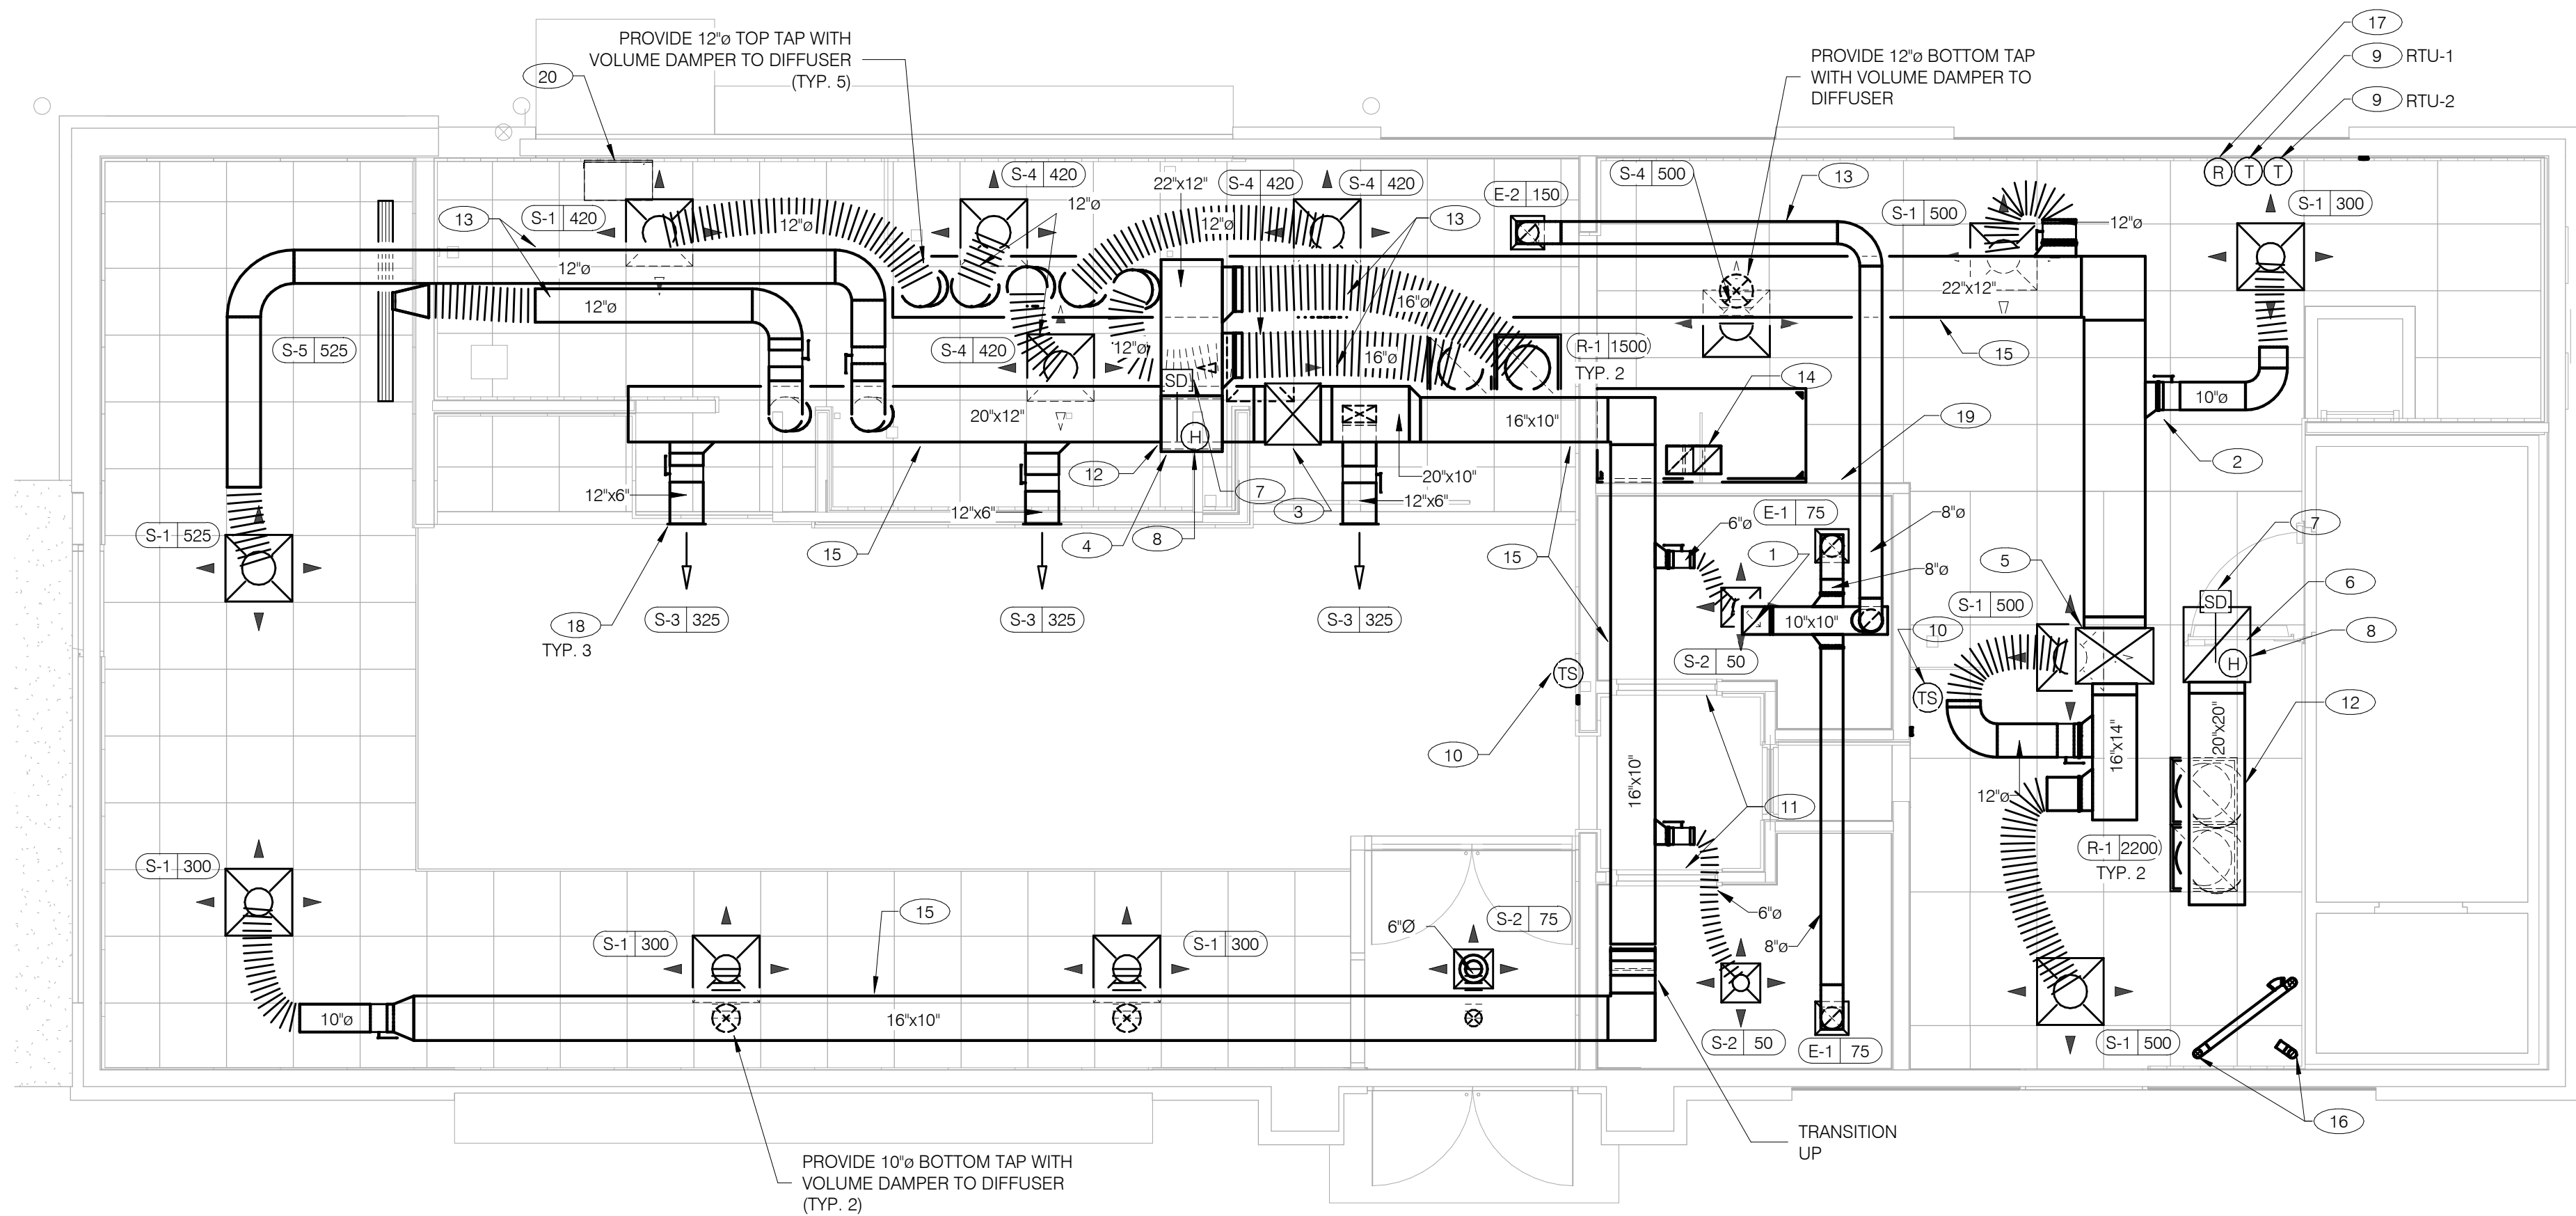 17
PROVIDE 12"ø TOP TAP WITH
VOLUME DAMPER TO DIFFUSER
(TYP. 5)
PROVIDE 12"ø BOTTOM TAP
WITH VOLUME DAMPER TO
DIFFUSER
9 RTU-1
9 RTU-2
20
R T T
S-4 420
22"x12"
S-4 420
S-4 420
E-2 150
S-4 500
13
12"ø
S-1 300
13
S-1 420
12"ø
12"ø
13
S-1 500
12"ø
12"ø
22"x12"
12"ø
16"ø
S-5 525
S-4 420
12"ø
16"ø
R-1 1500
TYP. 2
15
SD
14
10"ø
20"x12"
16"x10"
19
H
12
20"x10"
2
12"x6"
12"x6"
12"x6"
7
3
S-1 525
15
4
8
15
6"ø
E-1 75
1
8"ø
7
8"ø
5
6
SD
S-1 500
18
TYP. 3
S-3 325
S-3 325
S-3 325
10"x10"
10
8
S-2 50
H
TS
TS
12
10
16"x10"
16"x14"
20"x20"
12"ø
11
R-1 2200
TYP. 2
S-1 300
15
6"Ø
S-2 75
6"ø
S-1 300
S-1 300
8"ø
10"ø
16"x10"
S-2 50
E-1 75
S-1 500
16
TRANSITION
UP
PROVIDE 10"ø BOTTOM TAP WITH
VOLUME DAMPER TO DIFFUSER
(TYP. 2)